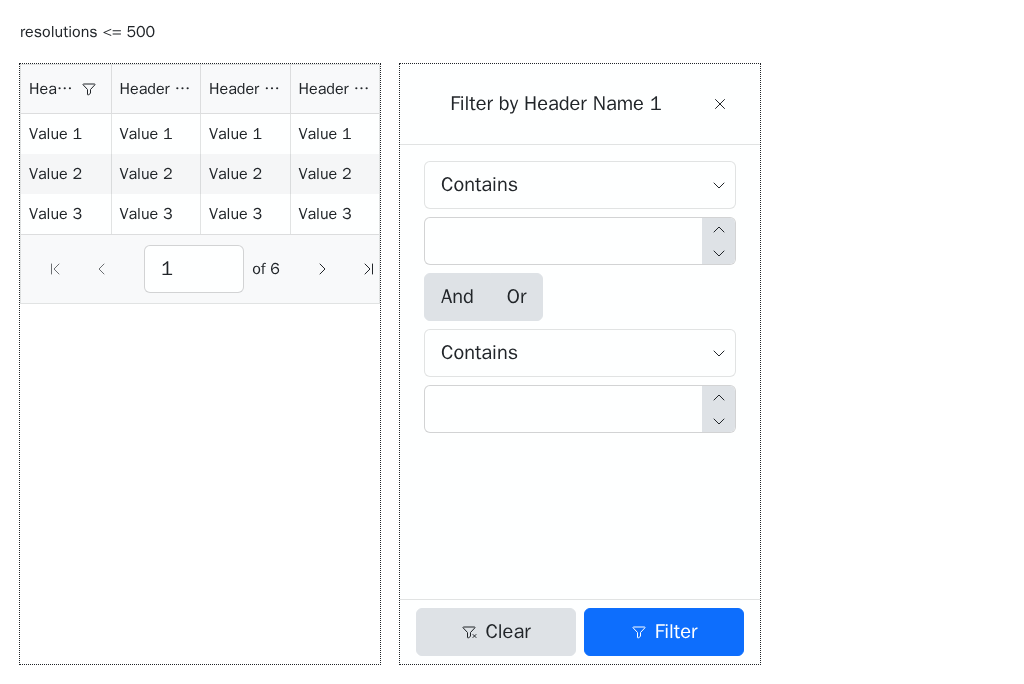 resolutions <= 500
Hea··· Header ··· Header ··· Header ···
Value 1 Value 1 Value 1 Value 1
Value 2 Value 2 Value 2 Value 2
Value 3 Value 3 Value 3 Value 3
1 of 6
Filter by Header Name 1
Contains
And Or
Contains
Clear Filter